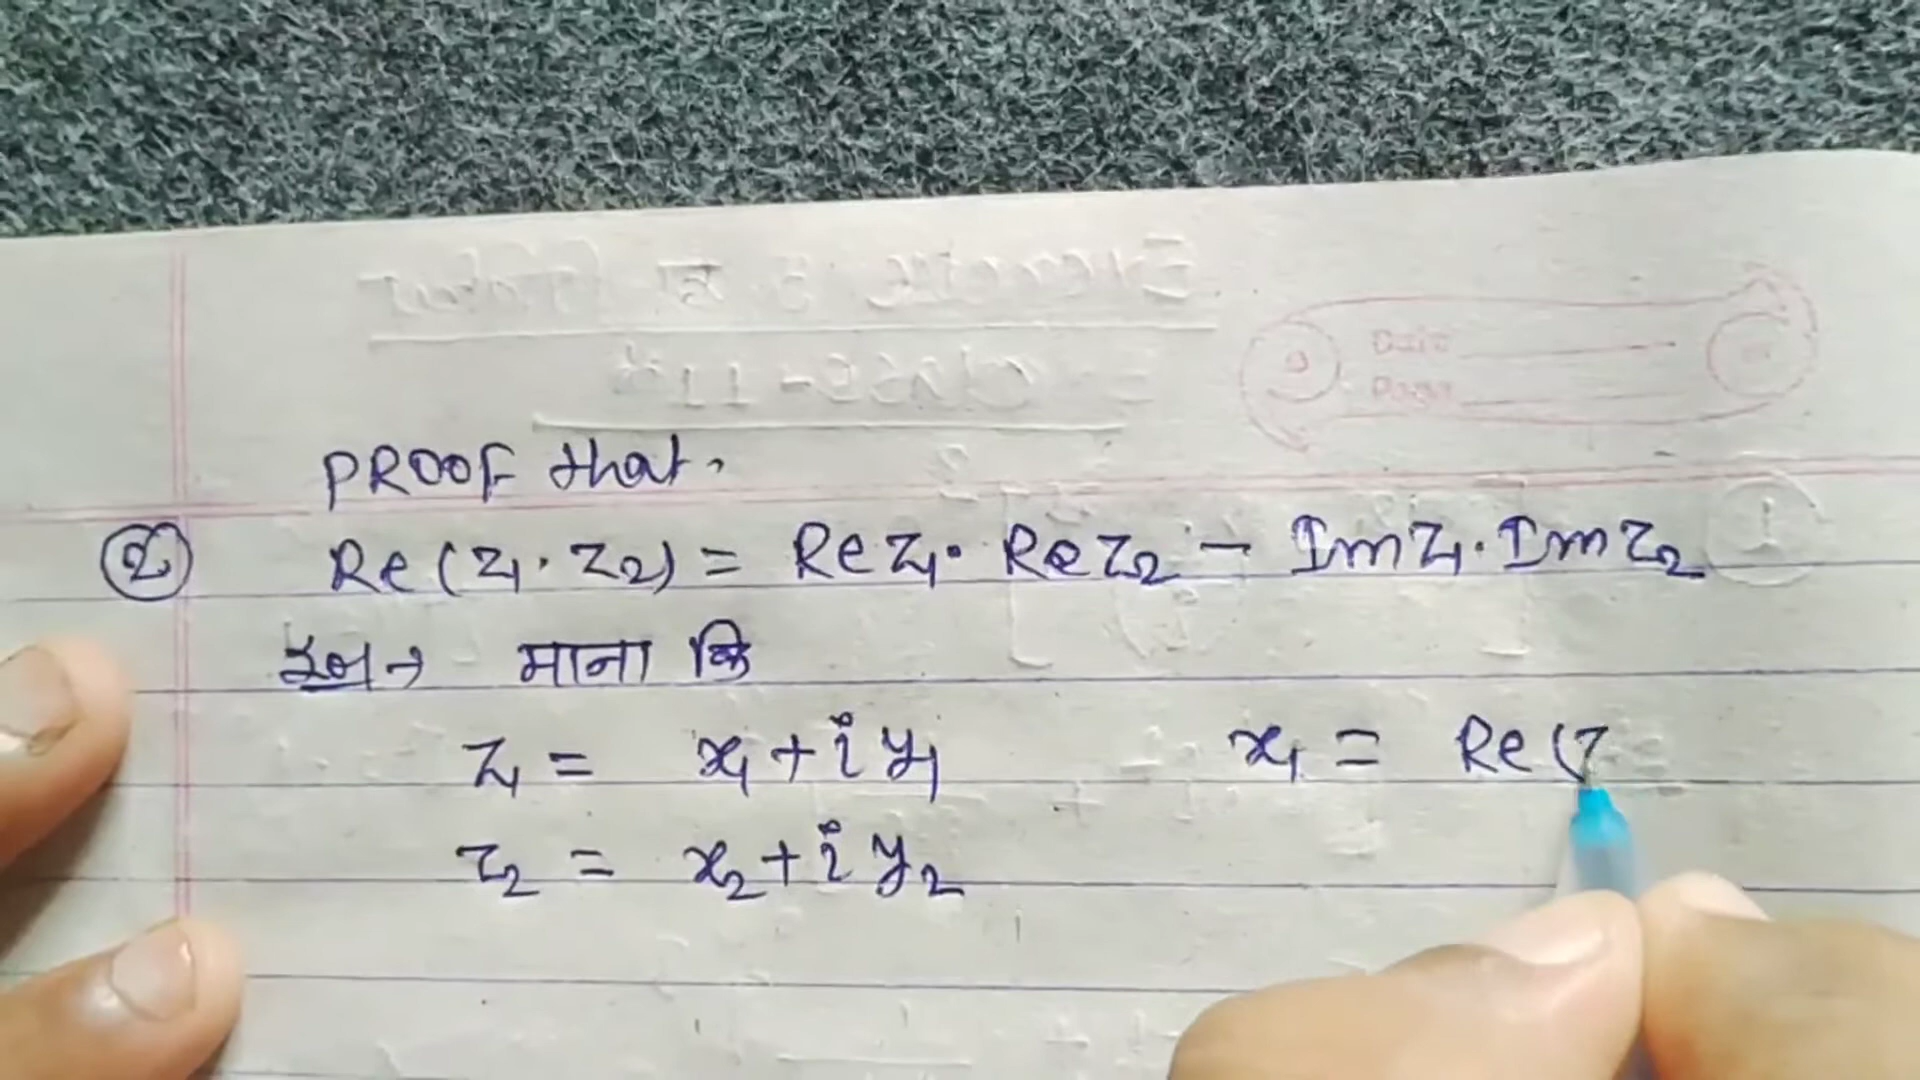 PROOF that.
② Re(z₁ · z₂) = Re z₁ · Re z₂ – Im z₁ · Im z₂
हल → माना कि
z₁ = x₁ + i y₁ x₁ = Re(z
z₂ = x₂ + i y₂